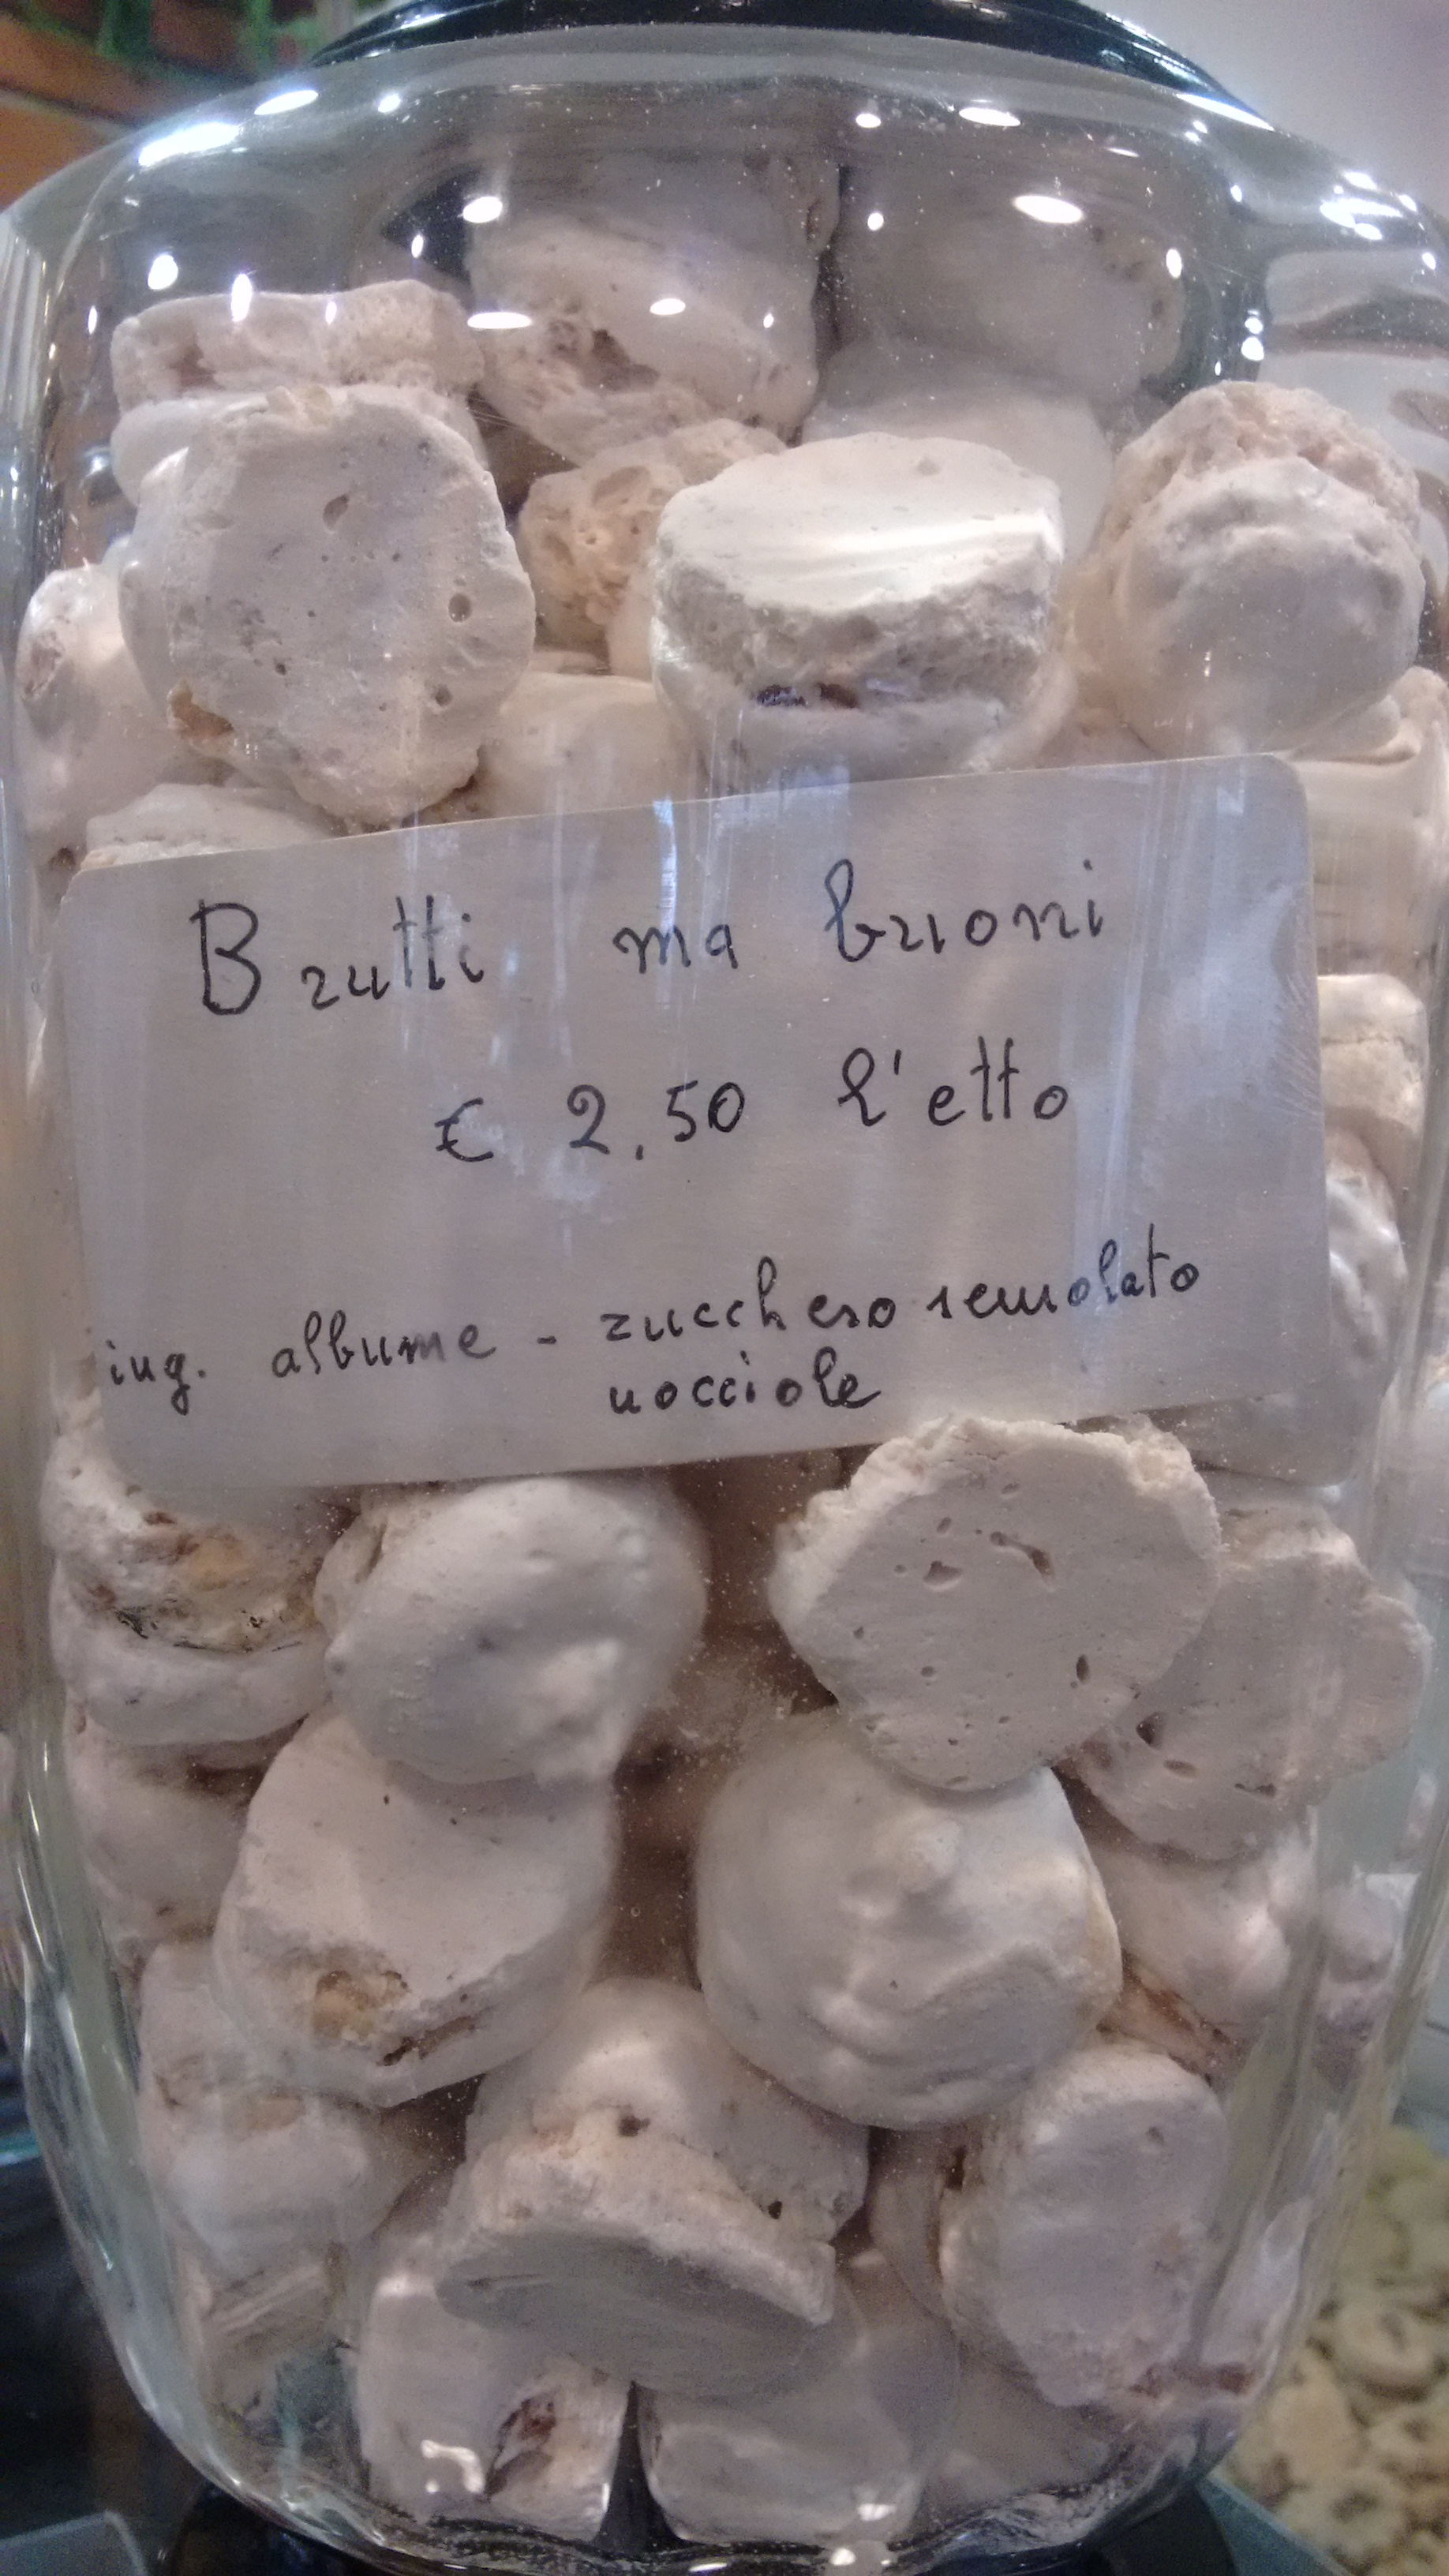 Brutti ma buoni
€ 2,50 l'etto
ing. albume - zucchero semolato
nocciole